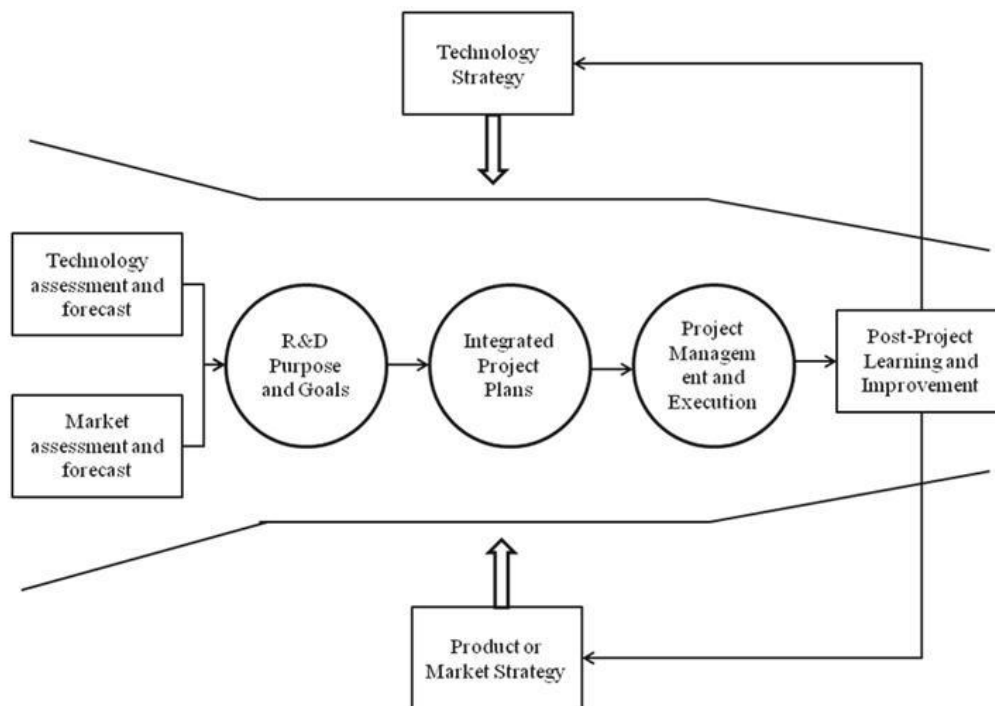 Technology
Strategy
Technology
assessment and
forecast
Market
assessment and
forecast
R&D
Purpose
and Goals
Integrated
Project
Plans
Project
Managem
ent and
Execution
Post-Project
Learning and
Improvement
Product or
Market Strategy